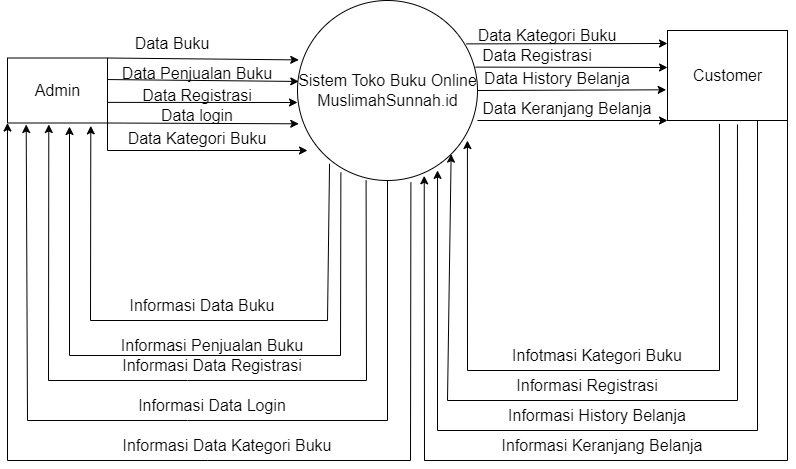 Data Buku
Data Penjualan Buku
Data Registrasi
Data login
Data Kategori Buku
Admin
Sistem Toko Buku Online
MuslimahSunnah.id
Data Kategori Buku
Data Registrasi
Data History Belanja
Data Keranjang Belanja
Customer
Informasi Data Buku
Informasi Penjualan Buku
Informasi Data Registrasi
Informasi Data Login
Informasi Data Kategori Buku
Infotmasi Kategori Buku
Informasi Registrasi
Informasi History Belanja
Informasi Keranjang Belanja